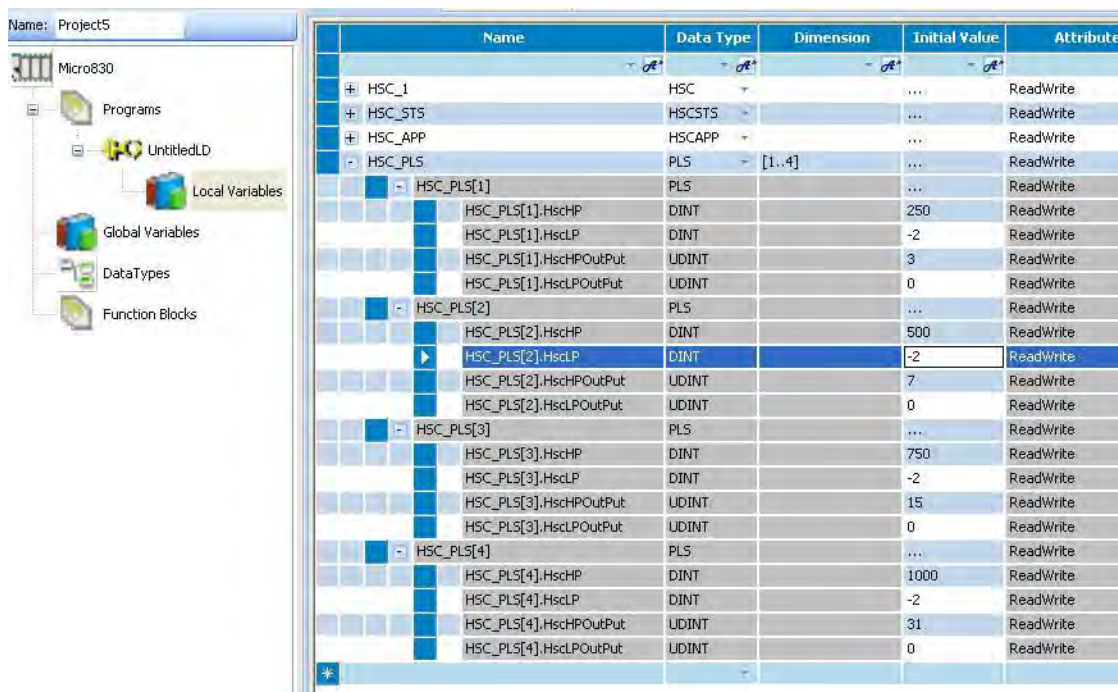 Name: Project5
Micro830
Programs
UntitledLD
Local Variables
Global Variables
DataTypes
Function Blocks
Name Data Type Dimension Initial Value Attribute
HSC_1 HSC ... ReadWrite
HSC_STS HSCSTS ... ReadWrite
HSC_APP HSCAPP ... ReadWrite
HSC_PLS PLS [1..4] ... ReadWrite
HSC_PLS[1] PLS ... ReadWrite
HSC_PLS[1].HscHP DINT 250 ReadWrite
HSC_PLS[1].HscLP DINT -2 ReadWrite
HSC_PLS[1].HscHPOutPut UDINT 3 ReadWrite
HSC_PLS[1].HscLPOutPut UDINT 0 ReadWrite
HSC_PLS[2] PLS ... ReadWrite
HSC_PLS[2].HscHP DINT 500 ReadWrite
HSC_PLS[2].HscLP DINT -2 ReadWrite
HSC_PLS[2].HscHPOutPut UDINT 7 ReadWrite
HSC_PLS[2].HscLPOutPut UDINT 0 ReadWrite
HSC_PLS[3] PLS ... ReadWrite
HSC_PLS[3].HscHP DINT 750 ReadWrite
HSC_PLS[3].HscLP DINT -2 ReadWrite
HSC_PLS[3].HscHPOutPut UDINT 15 ReadWrite
HSC_PLS[3].HscLPOutPut UDINT 0 ReadWrite
HSC_PLS[4] PLS ... ReadWrite
HSC_PLS[4].HscHP DINT 1000 ReadWrite
HSC_PLS[4].HscLP DINT -2 ReadWrite
HSC_PLS[4].HscHPOutPut UDINT 31 ReadWrite
HSC_PLS[4].HscLPOutPut UDINT 0 ReadWrite